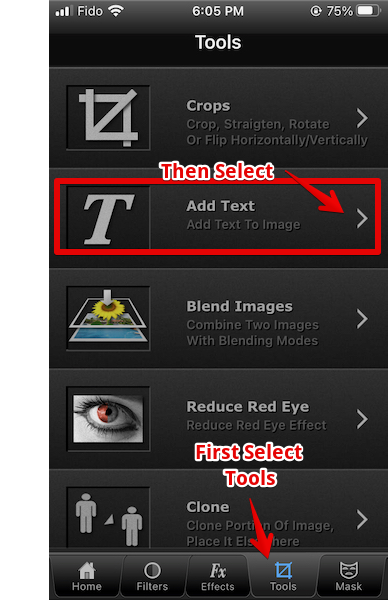 Fido 6:05 PM 75%
Tools
Crops
Crop, Straigten, Rotate
Or Flip Horizontally/Vertically
Then Select
T
Add Text
Add Text To Image
Blend Images
Combine Two Images
With Blending Modes
Reduce Red Eye
Reduce Red Eye Effect
First Select
Tools
Clone
Clone Portion Of Image,
Place It Elsewhere
Fx
Home Filters Effects Tools Mask